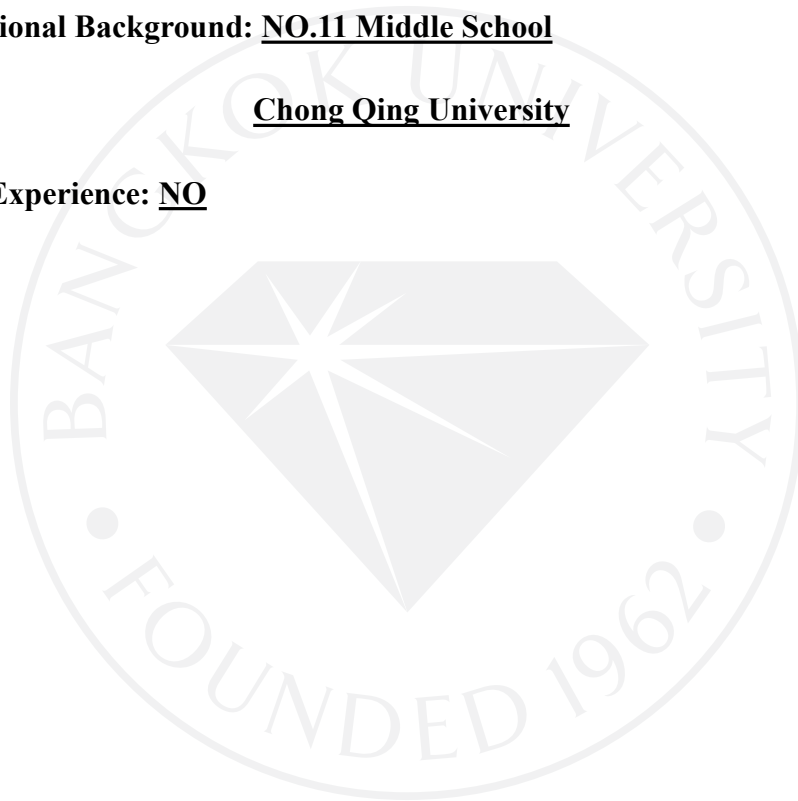 ional Background: NO.11 Middle School
Chong Qing University
Experience: NO
BANGKOK UNIVERSITY
FOUNDED 1962